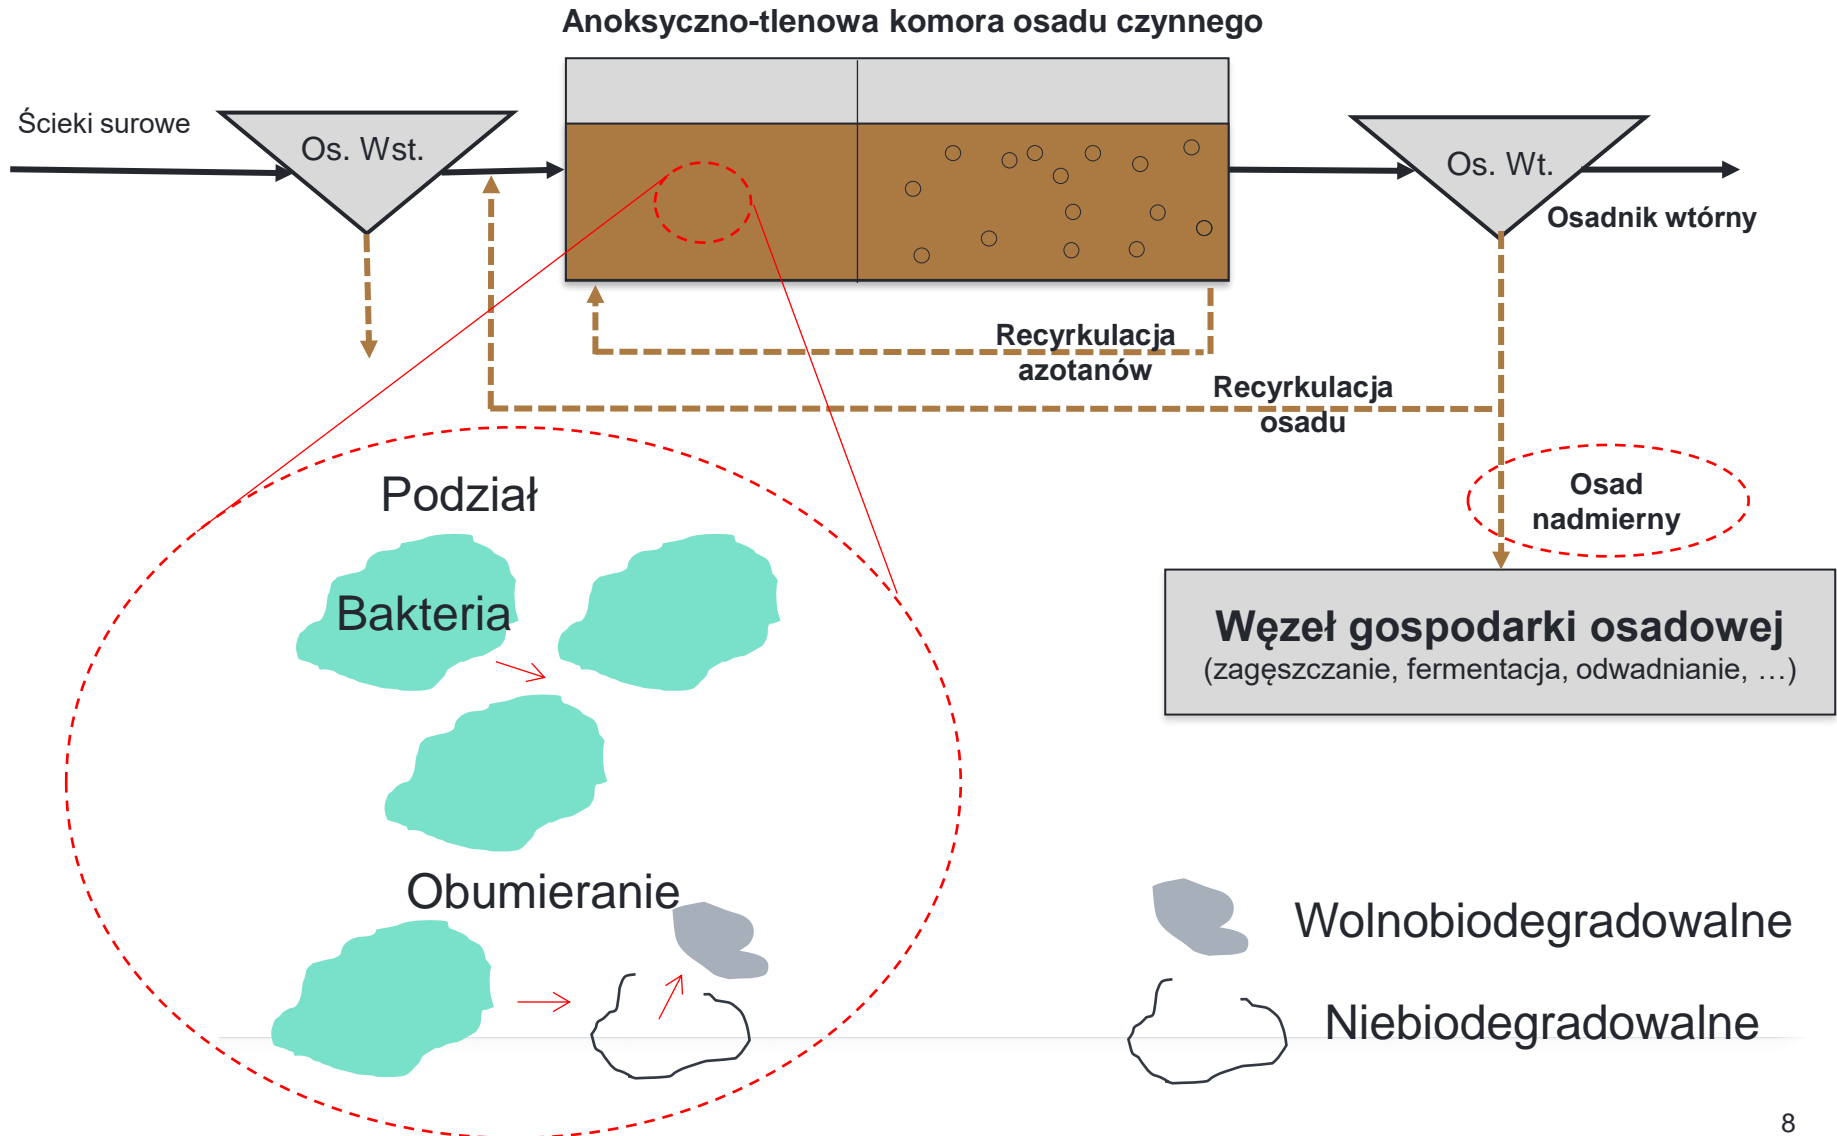 Anoksyczno-tlenowa komora osadu czynnego
Ścieki surowe
Os. Wst.
Os. Wt.
Osadnik wtórny
Recyrkulacja
azotanów
Recyrkulacja
osadu
Osad
nadmierny
Węzeł gospodarki osadowej
(zagęszczanie, fermentacja, odwadnianie, …)
Podział
Bakteria
Obumieranie
Wolnobiodegradowalne
Niebiodegradowalne
8